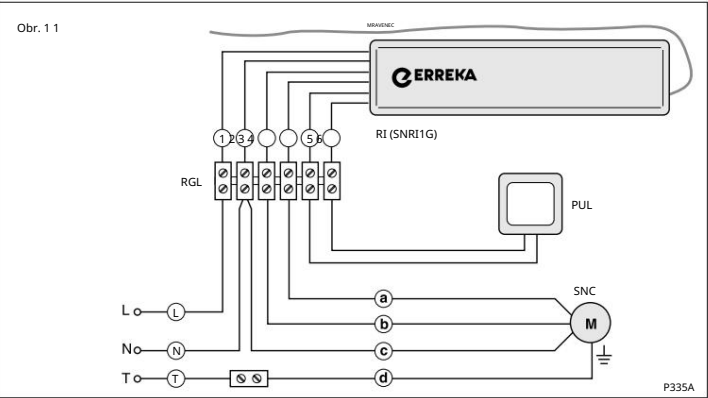 Obr. 1 1
MRAVENEC
ERREKA
1 2 3 4 5 6
RI (SNRI1G)
RGL
PUL
SNC
L L a
M
b
N N c
T T d
P335A